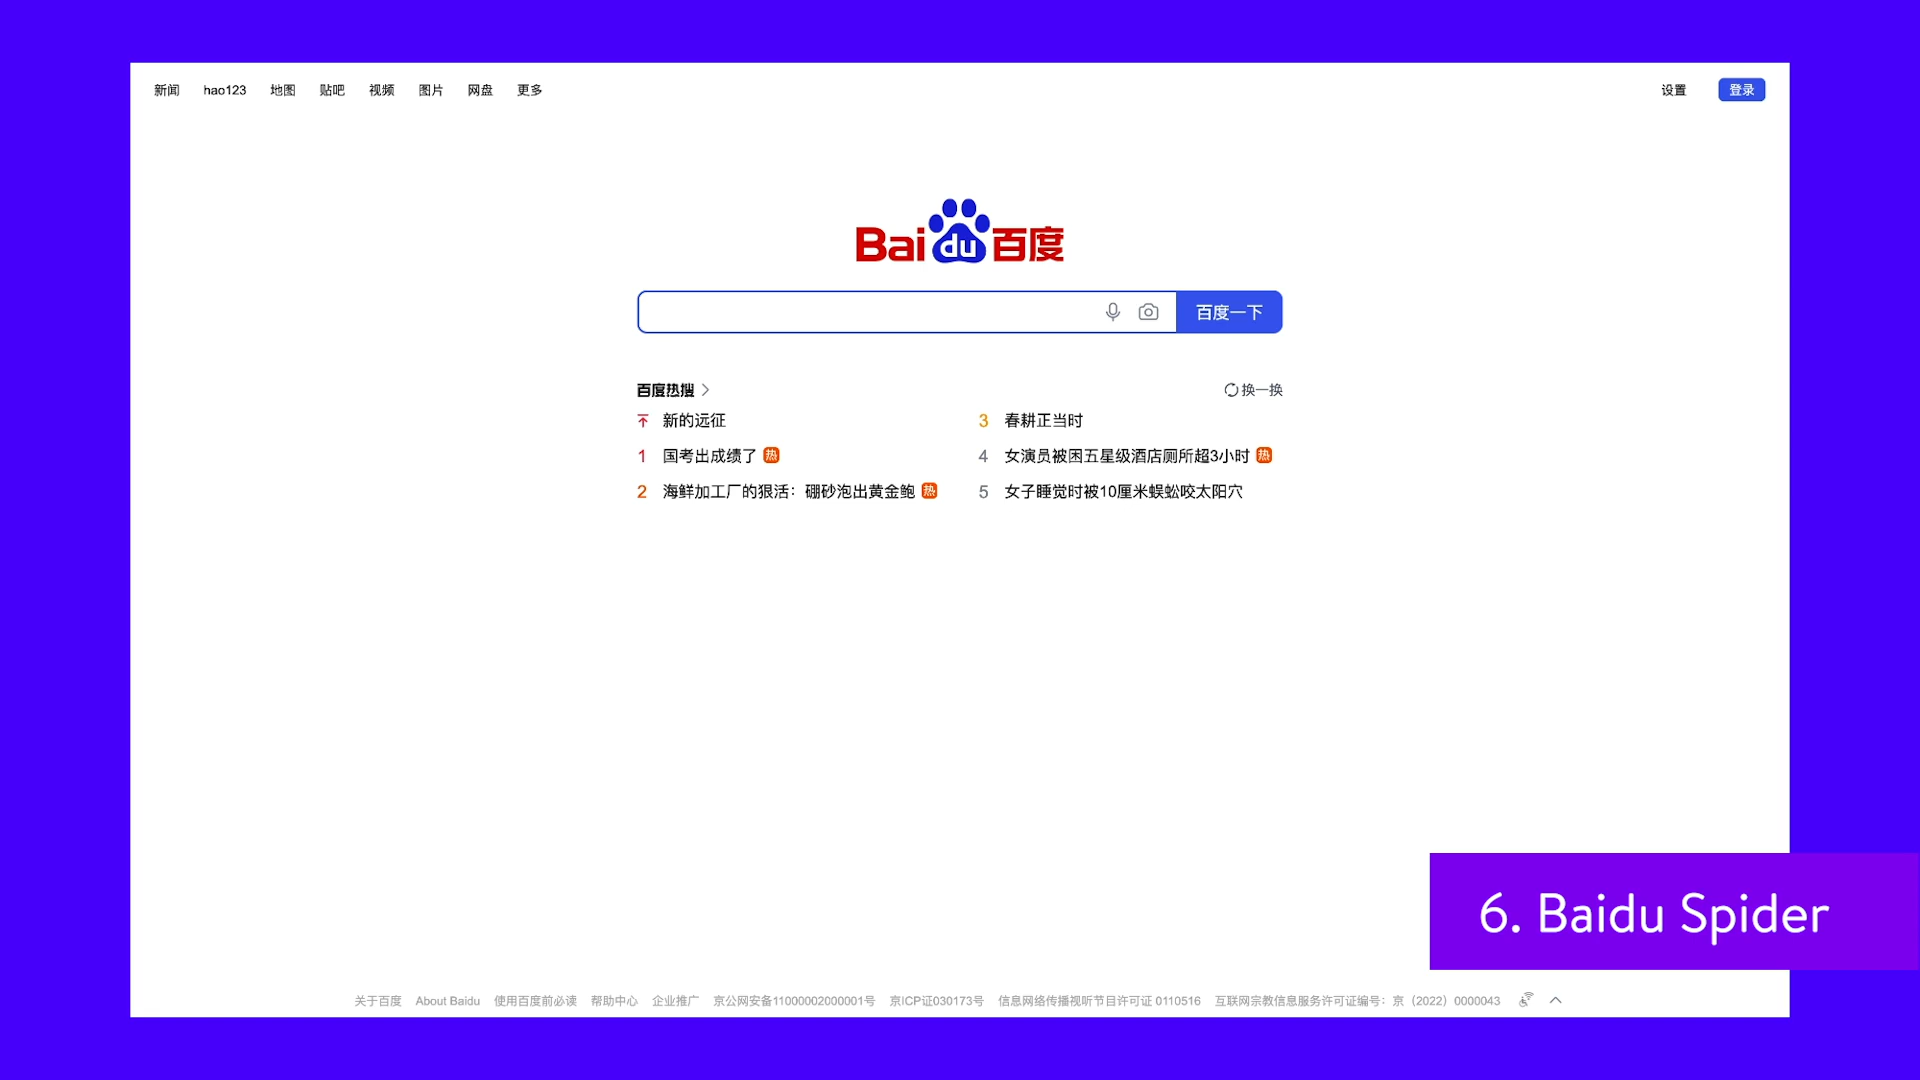 新闻 hao123 地图 贴吧 视频 图片 网盘 更多 设置 登录
Bai du 百度
百度一下
百度热搜 换一换
新的远征
1 国考出成绩了 热
2 海鲜加工厂的狠活：硼砂泡出黄金鲍 热
3 春耕正当时
4 女演员被困五星级酒店厕所超3小时 热
5 女子睡觉时被10厘米蜈蚣咬太阳穴
6. Baidu Spider
关于百度 About Baidu 使用百度前必读 帮助中心 企业推广 京公网安备11000002000001号 京ICP证030173号 信息网络传播视听节目许可证 0110516 互联网宗教信息服务许可证编号：京（2022）0000043